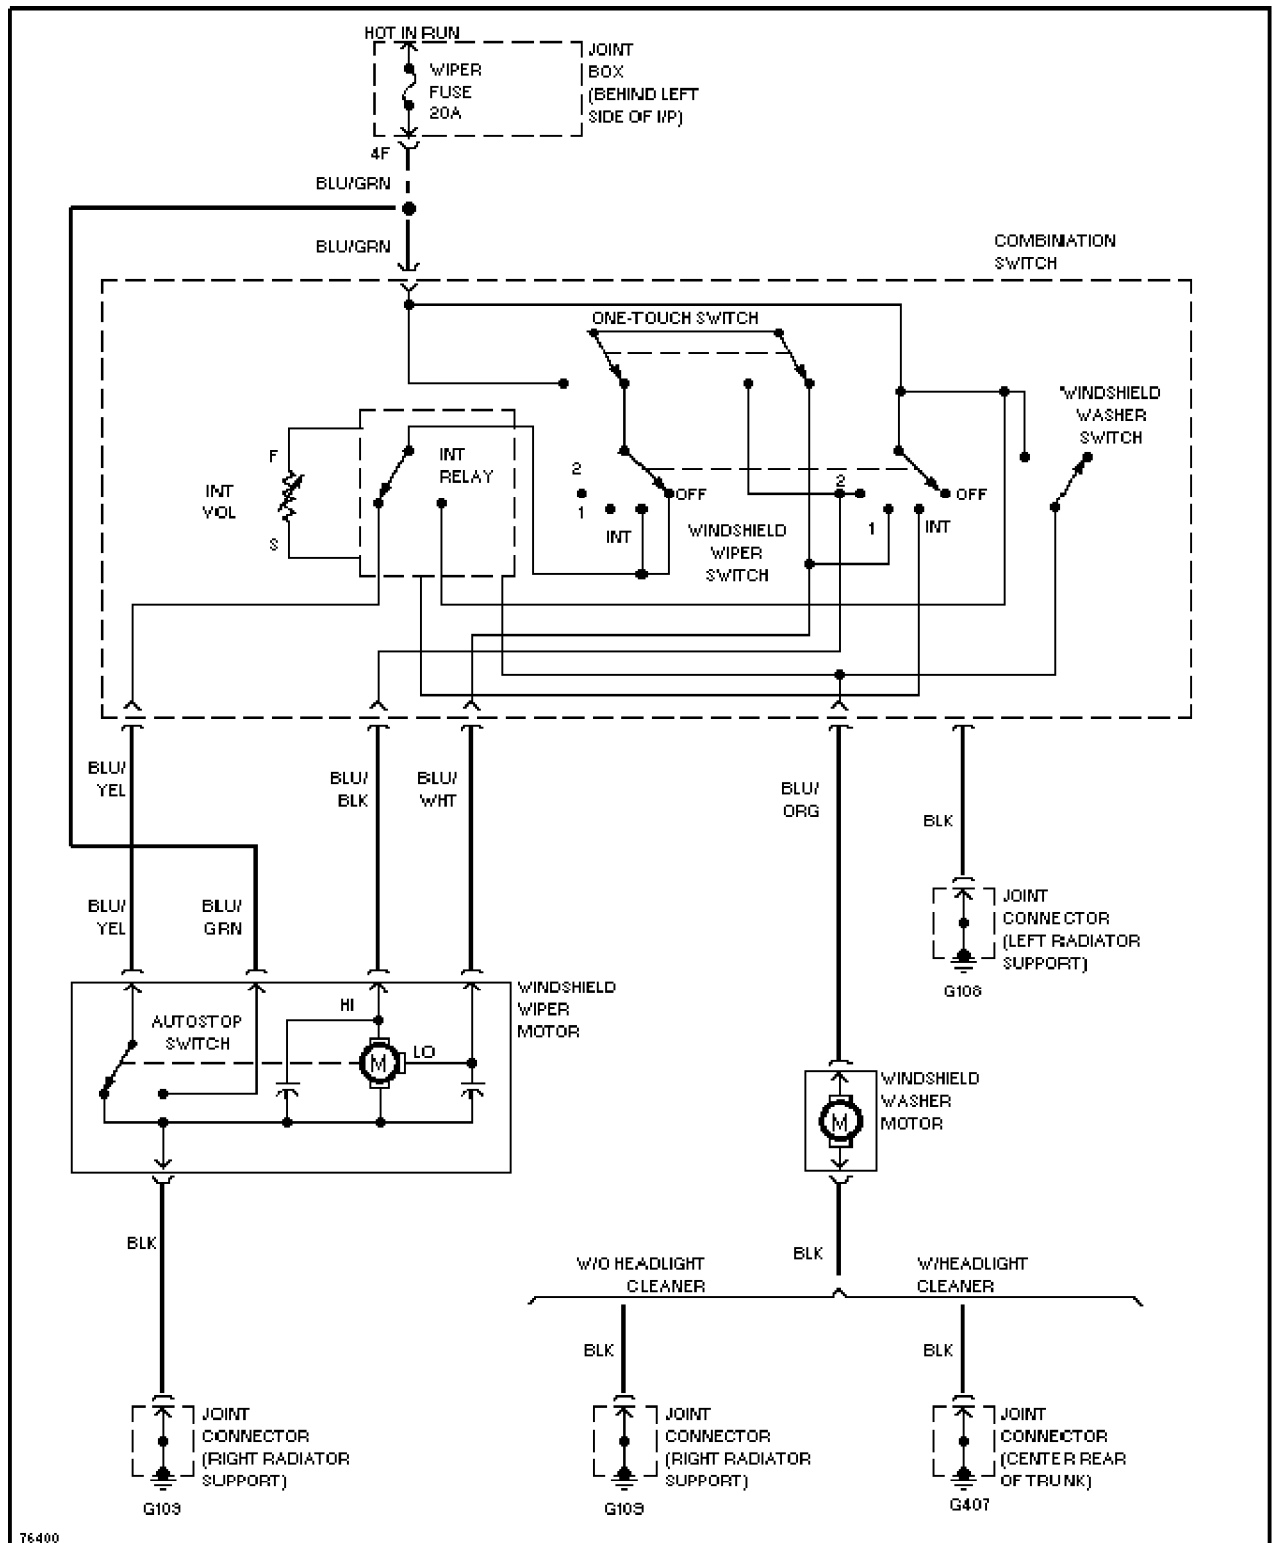 HOT IN RUN
WIPER
FUSE
20A
JOINT
BOX
(BEHIND LEFT
SIDE OF I/P)
4F
BLU/GRN
BLU/GRN
COMBINIATION
SWITCH
ONE-TOUCH SWITCH
WINDSHIELD
WASHER
SWITCH
F
INT
VOL
S
INT
RELAY
2
1
INT
OFF
WINDSHIELD
WIPER
SWITCH
2
1
INT
OFF
BLU/
YEL
BLU/
BLK
BLU/
WHT
BLU/
ORG
BLK
BLU/
YEL
BLU/
GRN
JOINT
CONNECTOR
(LEFT RADIATOR
SUPPORT)
G108
WINDSHIELD
WIPER
MOTOR
HI
AUTOSTOP
SWITCH
M
LO
WINDSHIELD
WASHER
MOTOR
M
BLK
BLK
W/O HEADLIGHT
CLEANER
W/HEADLIGHT
CLEANER
BLK
BLK
JOINT
CONNECTOR
(RIGHT RADIATOR
SUPPORT)
G109
JOINT
CONNECTOR
(RIGHT RADIATOR
SUPPORT)
G109
JOINT
CONNECTOR
(CENTER REAR
OF TRUNK)
G407
76400